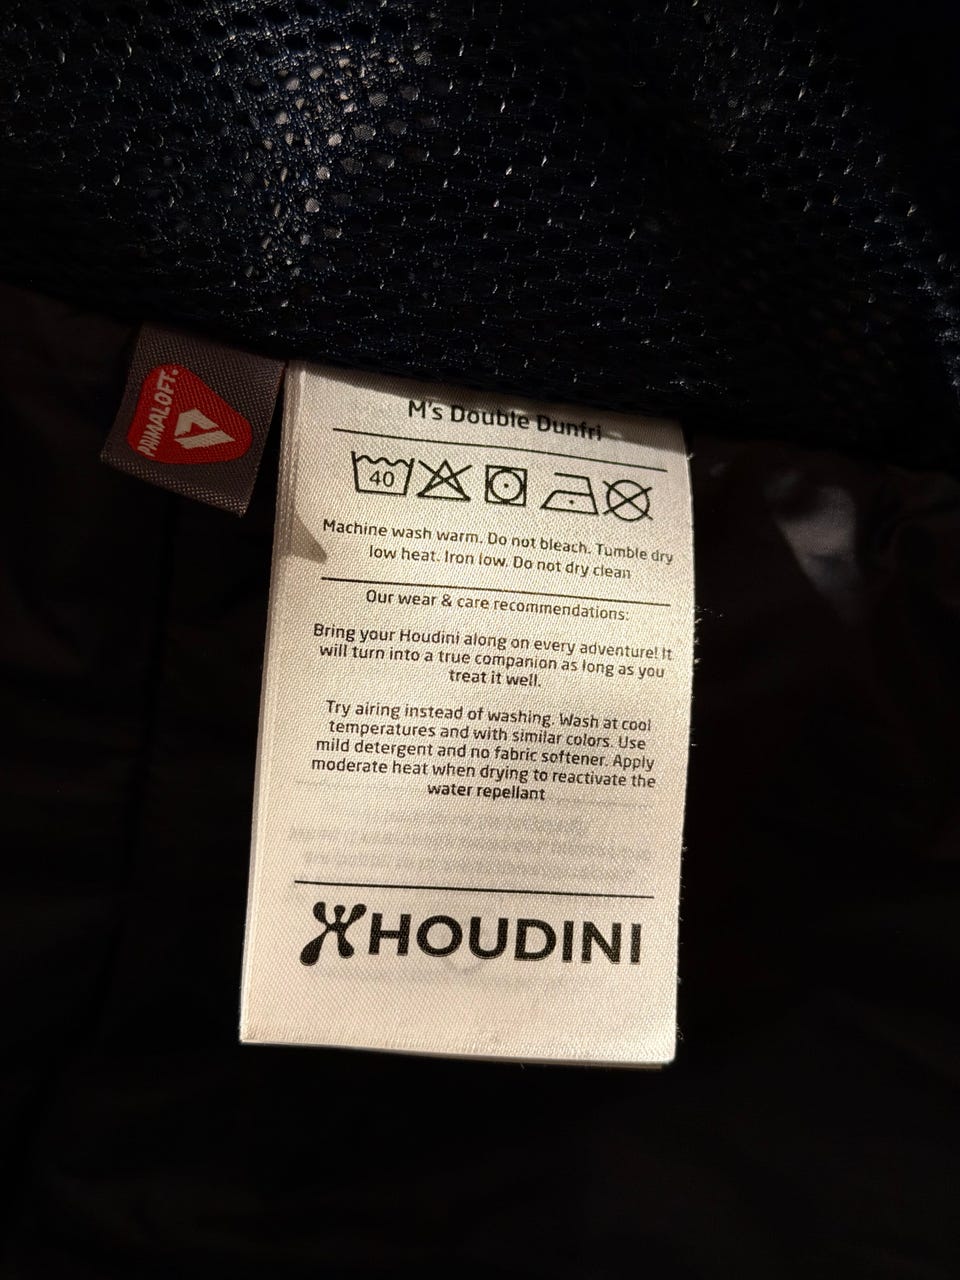 PRIMALOFT®
M's Double Dunfri
40
Machine wash warm. Do not bleach. Tumble dry
low heat. Iron low. Do not dry clean
Our wear & care recommendations:
Bring your Houdini along on every adventure! It
will turn into a true companion as long as you
treat it well.
Try airing instead of washing. Wash at cool
temperatures and with similar colors. Use
mild detergent and no fabric softener. Apply
moderate heat when drying to reactivate the
water repellant
HOUDINI